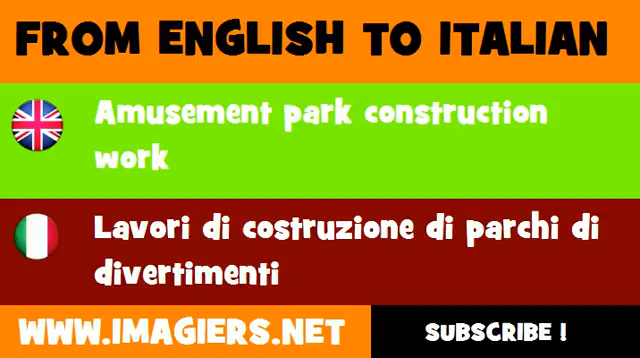 FROM ENGLISH TO ITALIAN
Amusement park construction
work
Lavori di costruzione di parchi di
divertimenti
WWW.IMAGIERS.NET
SUBSCRIBE !